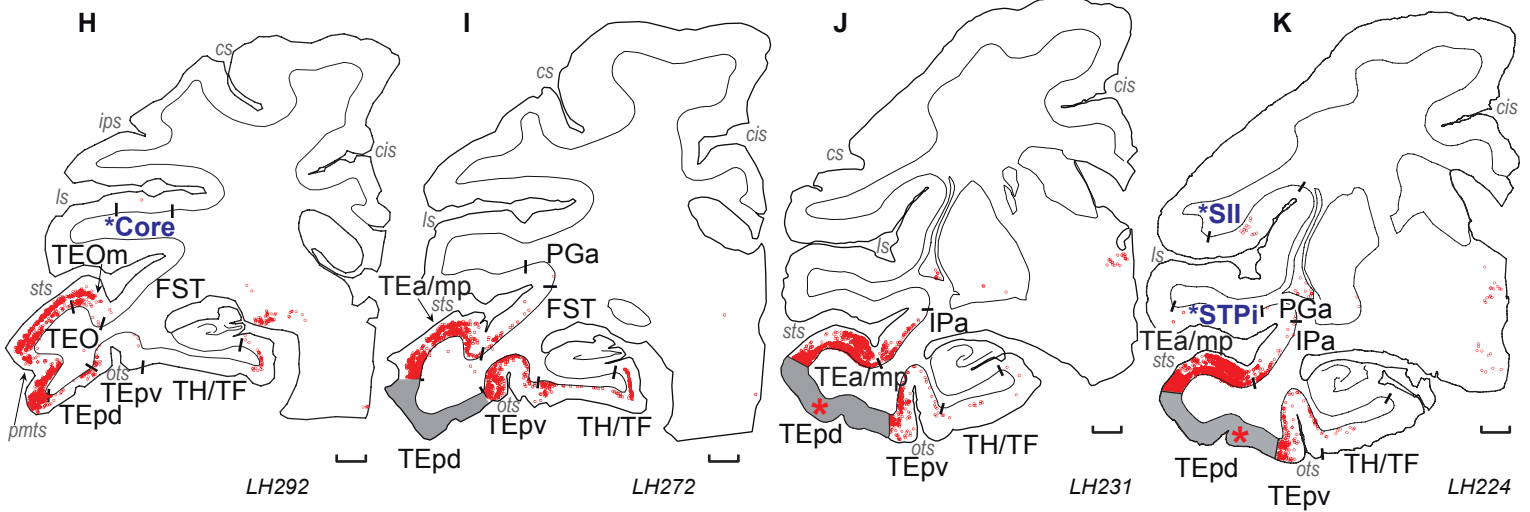 H
cs
ips
cis
ls
*Core
TEOm
sts
FST
TEO
ots
TEpv
TH/TF
TEpd
pmts
LH292
I
cs
cis
ls
PGa
TEa/mp
sts
FST
ots
TEpv
TH/TF
TEpd
LH272
J
cis
cs
ls
IPa
sts
TEa/mp
*
TEpd
ots
TH/TF
TEpv
LH231
K
cis
*SII
ls
*STPi
PGa
TEa/mp
IPa
sts
*
TEpd
ots
TH/TF
TEpv
LH224